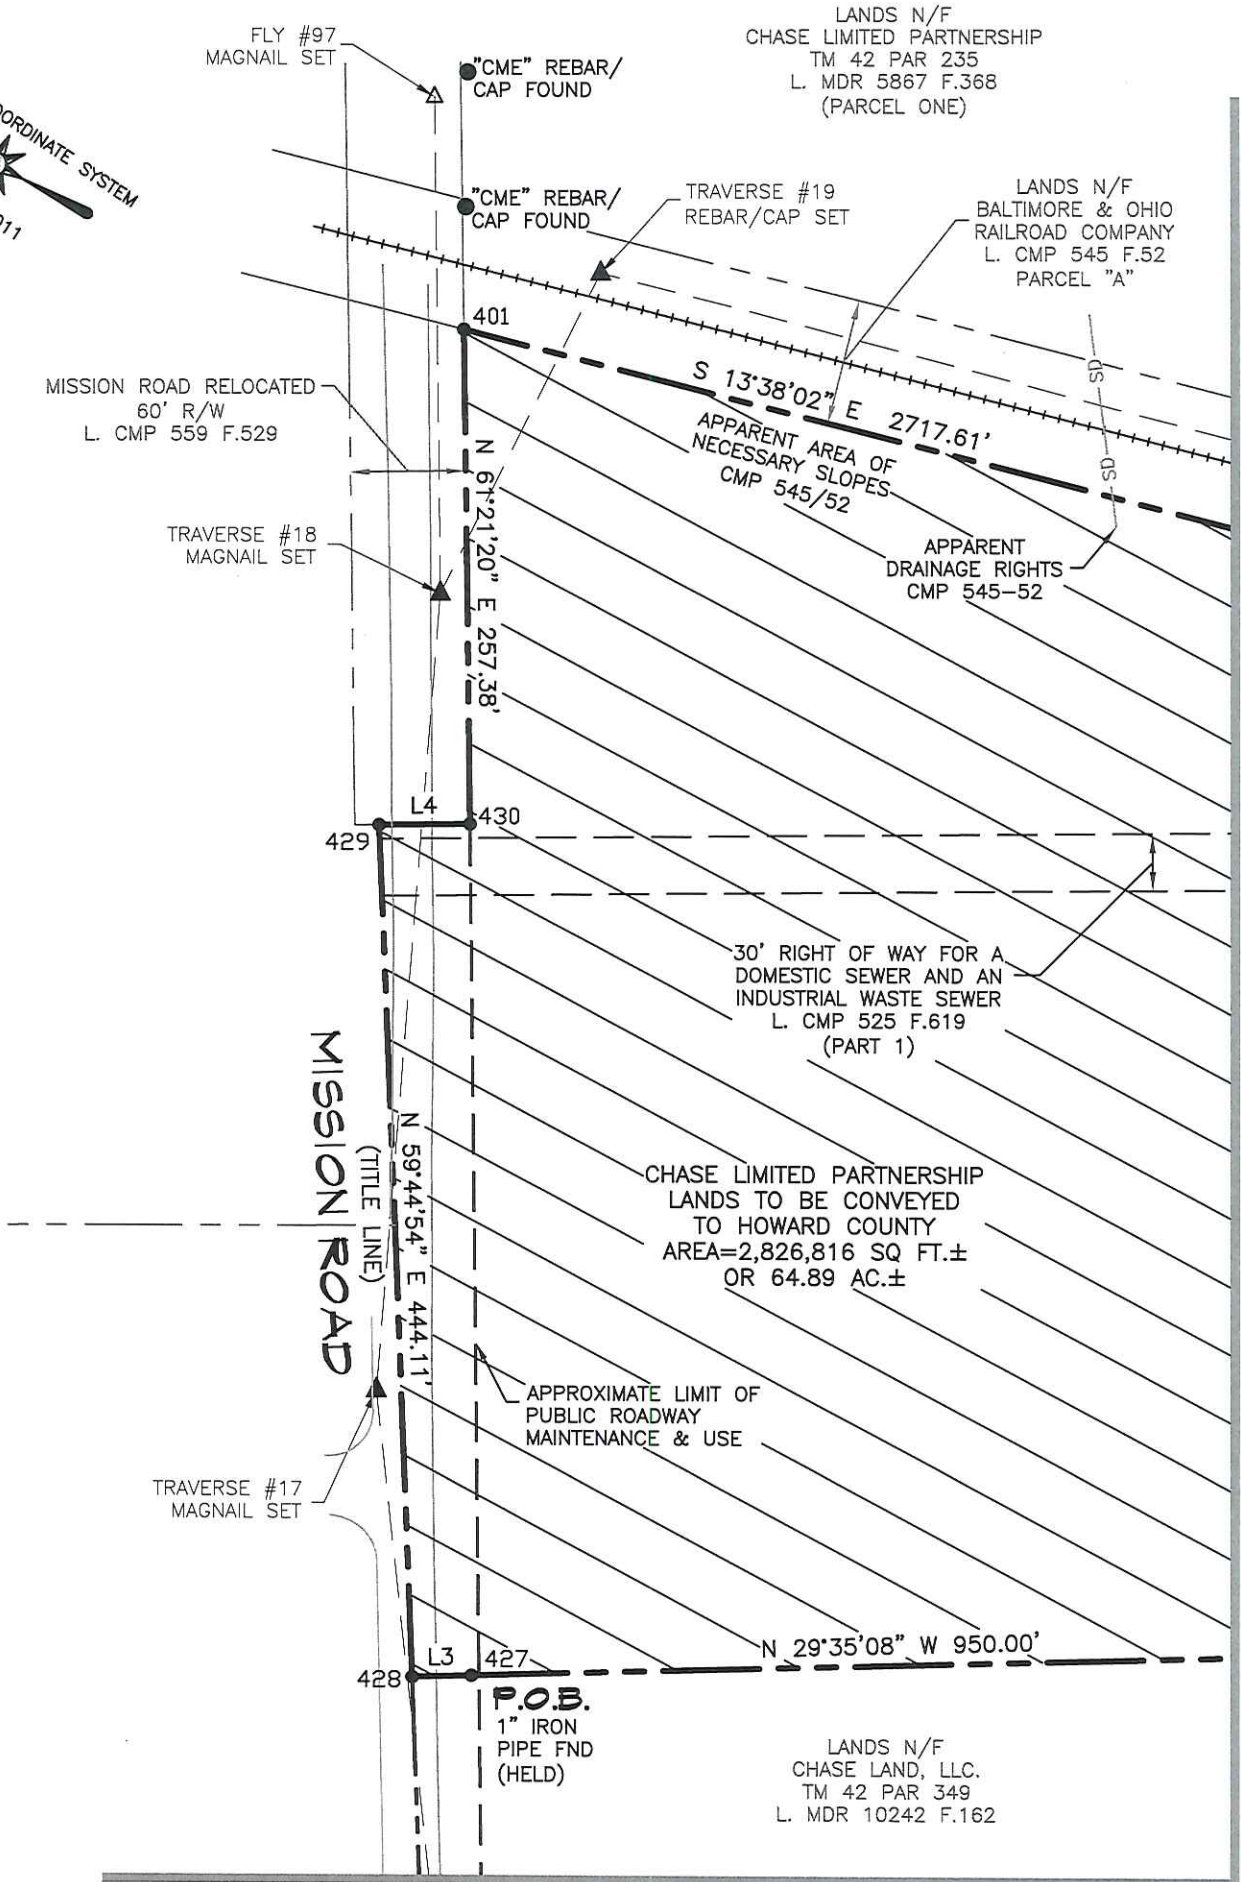 LANDS N/F
CHASE LIMITED PARTNERSHIP
TM 42 PAR 235
L. MDR 5867 F.368
(PARCEL ONE)
FLY #97
MAGNAIL SET
"CME" REBAR/
CAP FOUND
SYSTEM
"CME" REBAR/
CAP FOUND
TRAVERSE #19
REBAR/CAP SET
LANDS N/F
BALTIMORE & OHIO
RAILROAD COMPANY
L. CMP 545 F.52
PARCEL "A"
401
MISSION ROAD RELOCATED
60' R/W
L. CMP 559 F.529
S 13°38'02" E 2717.61'
SD
SD
APPARENT AREA OF
NECESSARY SLOPES
CMP 545/52
N 61°21'20" E 257.38'
TRAVERSE #18
MAGNAIL SET
APPARENT
DRAINAGE RIGHTS
CMP 545-52
L4
430
429
30' RIGHT OF WAY FOR A
DOMESTIC SEWER AND AN
INDUSTRIAL WASTE SEWER
L. CMP 525 F.619
(PART 1)
MISSION ROAD
(TITLE LINE)
N 59°44'54" E 444.11'
CHASE LIMITED PARTNERSHIP
LANDS TO BE CONVEYED
TO HOWARD COUNTY
AREA=2,826,816 SQ FT.±
OR 64.89 AC.±
APPROXIMATE LIMIT OF
PUBLIC ROADWAY
MAINTENANCE & USE
TRAVERSE #17
MAGNAIL SET
N 29°35'08" W 950.00'
L3
427
428
P.O.B.
1" IRON
PIPE FND
(HELD)
LANDS N/F
CHASE LAND, LLC.
TM 42 PAR 349
L. MDR 10242 F.162